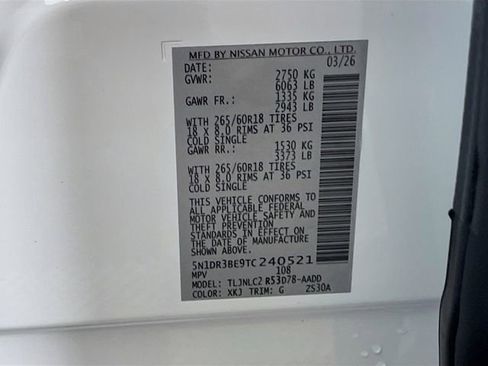 MFD BY NISSAN MOTOR CO., LTD.
DATE: 03/26
GVWR: 2750 KG
6063 LB
GAWR FR.: 1335 KG
2943 LB
WITH 265/60R18 TIRES
18 x 8.0 RIMS AT 36 PSI
COLD SINGLE
GAWR RR.: 1530 KG
3373 LB
WITH 265/60R18 TIRES
18 x 8.0 RIMS AT 36 PSI
COLD SINGLE
THIS VEHICLE CONFORMS TO
ALL APPLICABLE FEDERAL
MOTOR VEHICLE SAFETY AND
THEFT PREVENTION
STANDARDS IN EFFECT ON
THE DATE OF MANUFACTURE
SHOWN ABOVE.
5N1DR3BE9TC240521
MPV 108
MODEL: TLJNLC2 R53D78-AADD
COLOR: XKJ TRIM: G ZS30A